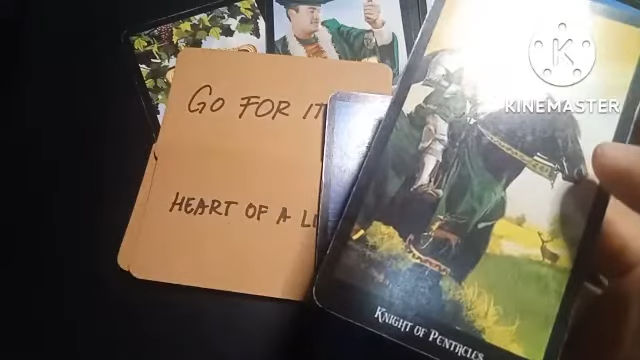 GO FOR IT
HEART OF A
KNIGHT OF PENTACLES
K
KINEMASTER